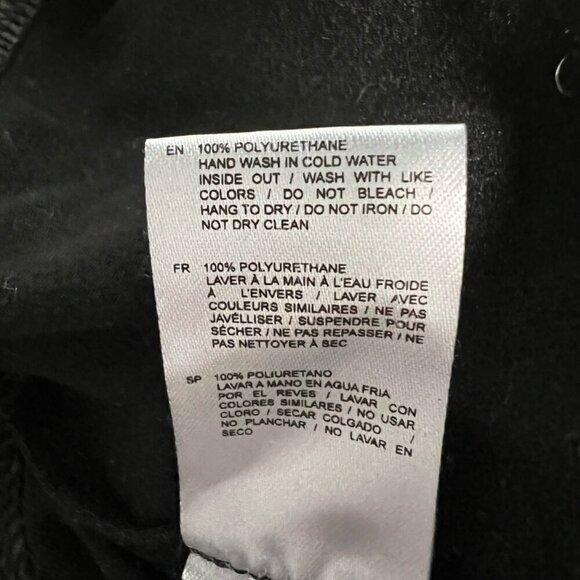 EN 100% POLYURETHANE
HAND WASH IN COLD WATER
INSIDE OUT / WASH WITH LIKE
COLORS / DO NOT BLEACH /
HANG TO DRY / DO NOT IRON / DO
NOT DRY CLEAN
FR 100% POLYURETHANE
LAVER À LA MAIN À L'EAU FROIDE
À L'ENVERS / LAVER AVEC
COULEURS SIMILAIRES / NE PAS
JAVÉLLISER / SUSPENDRE POUR
SÉCHER / NE PAS REPASSER / NE
PAS NETTOYER À SEC
SP 100% POLIURETANO
LAVAR A MANO EN AGUA FRIA
POR EL REVES / LAVAR CON
COLORES SIMILARES / NO USAR
CLORO / SECAR COLGADO /
NO PLANCHAR / NO LAVAR EN
SECO